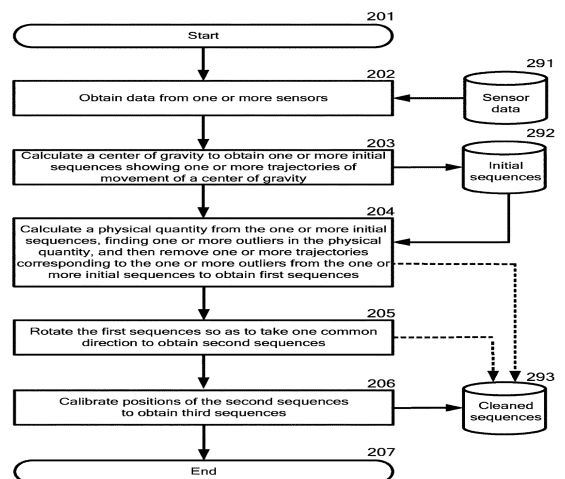 201
Start
202
Obtain data from one or more sensors
291
Sensor
data
203
Calculate a center of gravity to obtain one or more initial
sequences showing one or more trajectories of
movement of a center of gravity
292
Initial
sequences
204
Calculate a physical quantity from the one or more initial
sequences, finding one or more outliers in the physical
quantity, and then remove one or more trajectories
corresponding to the one or more outliers from the one or
more initial sequences to obtain first sequences
205
Rotate the first sequences so as to take one common
direction to obtain second sequences
206
Calibrate positions of the second sequences
to obtain third sequences
293
Cleaned
sequences
207
End